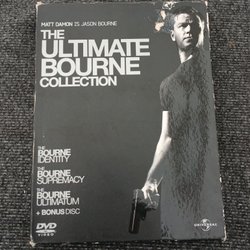 MATT DAMON IS JASON BOURNE
THE
ULTIMATE
BOURNE
COLLECTION
THE
BOURNE
IDENTITY
THE
BOURNE
SUPREMACY
THE
BOURNE
ULTIMATUM
+ BONUS DISC
DVD
VIDEO
UNIVERSAL